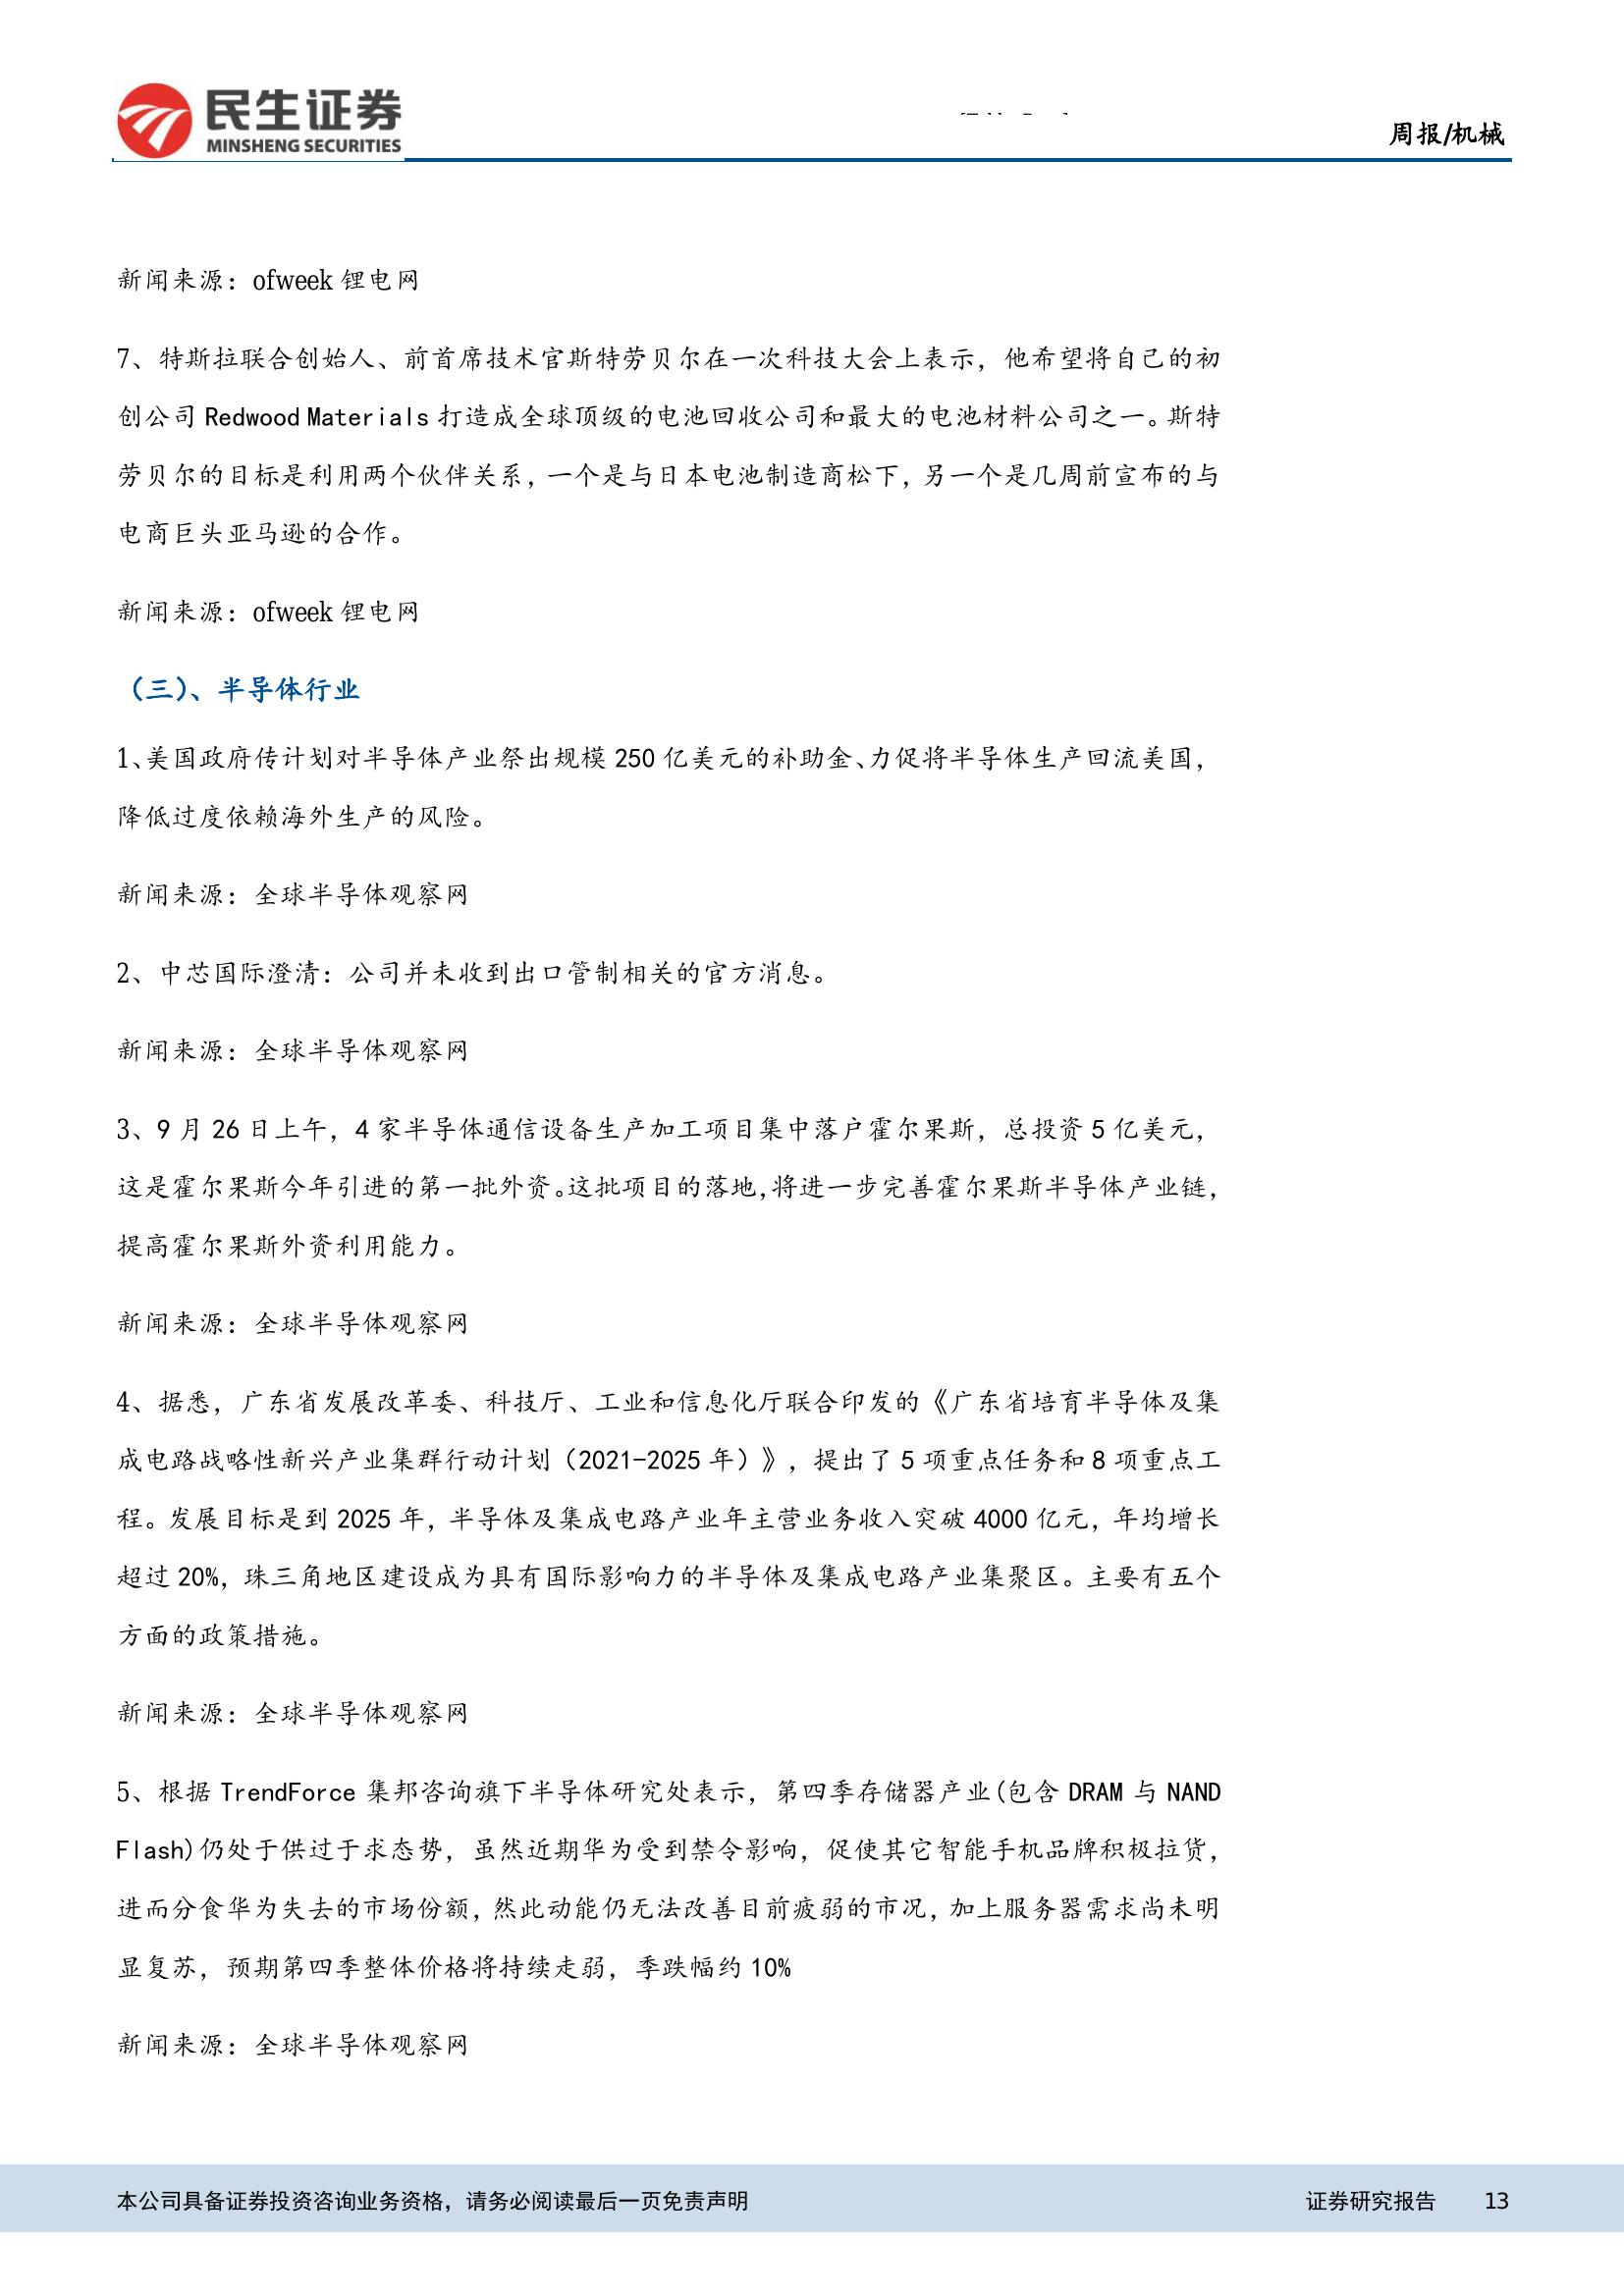 民生证券
MINSHENG SECURITIES
周报/机械
新闻来源：ofweek 锂电网
7、特斯拉联合创始人、前首席技术官斯特劳贝尔在一次科技大会上表示，他希望将自己的初
创公司 Redwood Materials 打造成全球顶级的电池回收公司和最大的电池材料公司之一。斯特
劳贝尔的目标是利用两个伙伴关系，一个是与日本电池制造商松下，另一个是几周前宣布的与
电商巨头亚马逊的合作。
新闻来源：ofweek 锂电网
（三）、半导体行业
1、美国政府传计划对半导体产业祭出规模 250 亿美元的补助金、力促将半导体生产回流美国，
降低过度依赖海外生产的风险。
新闻来源：全球半导体观察网
2、中芯国际澄清：公司并未收到出口管制相关的官方消息。
新闻来源：全球半导体观察网
3、9 月 26 日上午，4 家半导体通信设备生产加工项目集中落户霍尔果斯，总投资 5 亿美元，
这是霍尔果斯今年引进的第一批外资。这批项目的落地，将进一步完善霍尔果斯半导体产业链，
提高霍尔果斯外资利用能力。
新闻来源：全球半导体观察网
4、据悉，广东省发展改革委、科技厅、工业和信息化厅联合印发的《广东省培育半导体及集
成电路战略性新兴产业集群行动计划（2021-2025 年）》，提出了 5 项重点任务和 8 项重点工
程。发展目标是到 2025 年，半导体及集成电路产业年主营业务收入突破 4000 亿元，年均增长
超过 20%，珠三角地区建设成为具有国际影响力的半导体及集成电路产业集聚区。主要有五个
方面的政策措施。
新闻来源：全球半导体观察网
5、根据 TrendForce 集邦咨询旗下半导体研究处表示，第四季存储器产业(包含 DRAM 与 NAND
Flash)仍处于供过于求态势，虽然近期华为受到禁令影响，促使其它智能手机品牌积极拉货，
进而分食华为失去的市场份额，然此动能仍无法改善目前疲弱的市况，加上服务器需求尚未明
显复苏，预期第四季整体价格将持续走弱，季跌幅约 10%
新闻来源：全球半导体观察网
本公司具备证券投资咨询业务资格，请务必阅读最后一页免责声明 证券研究报告 13